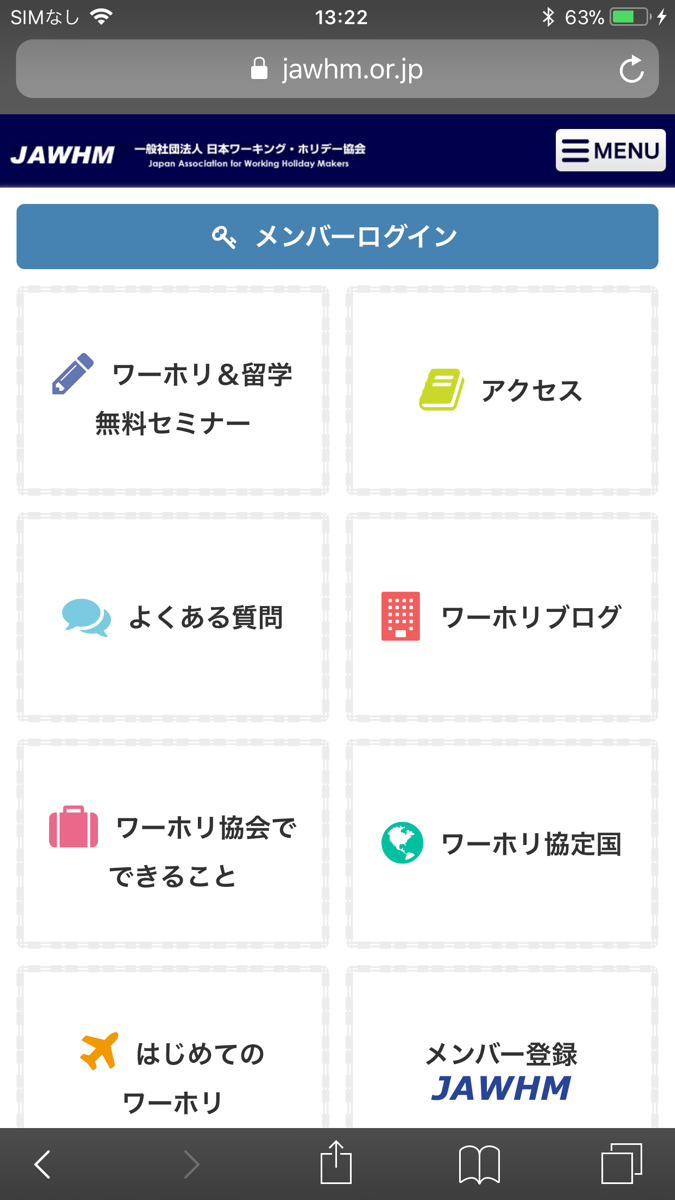 SIMなし 13:22 63%
jawhm.or.jp
JAWHM 一般社団法人 日本ワーキング・ホリデー協会 MENU
Japan Association for Working Holiday Makers
メンバーログイン
ワーホリ＆留学
無料セミナー
アクセス
よくある質問
ワーホリブログ
ワーホリ協会で
できること
ワーホリ協定国
はじめての
ワーホリ
メンバー登録
JAWHM